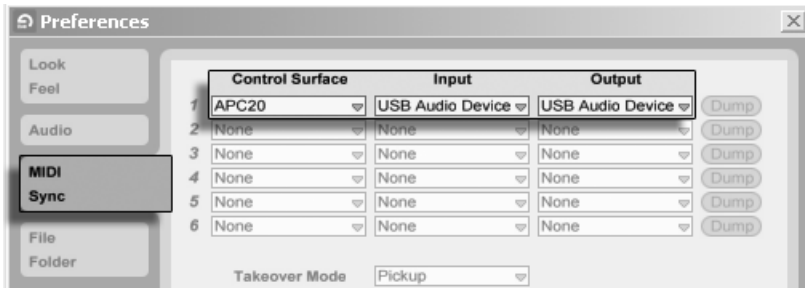 Preferences
Look
Feel
Audio
MIDI
Sync
File
Folder
Control Surface Input Output
1 APC20 USB Audio Device USB Audio Device Dump
2 None None None Dump
3 None None None Dump
4 None None None Dump
5 None None None Dump
6 None None None Dump
Takeover Mode Pickup